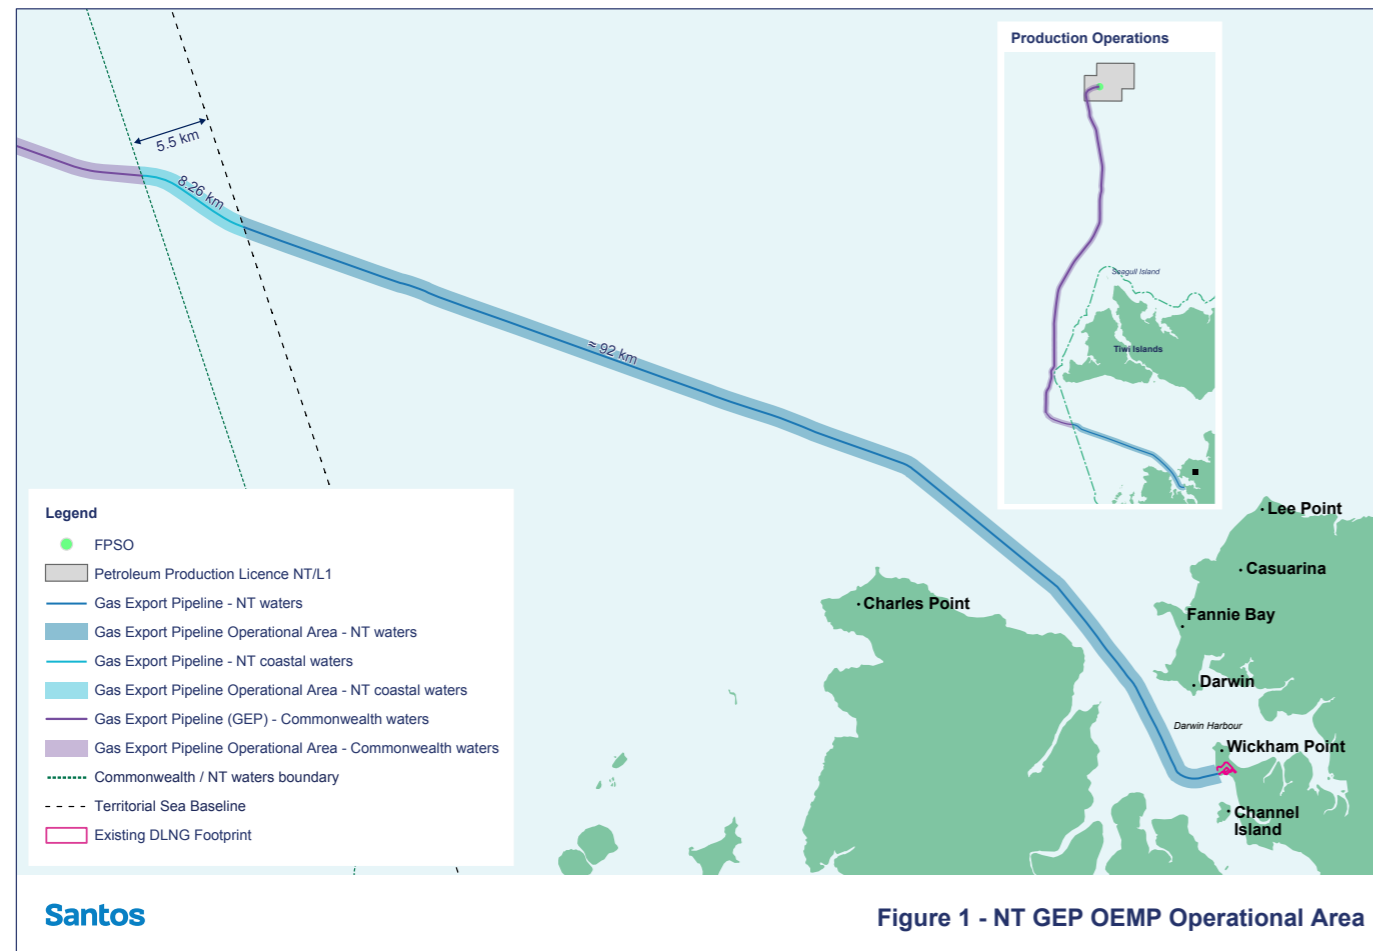 Production Operations
Seagull Island
Tiwi Islands
5.5 km
8.26 km
≈ 92 km
Lee Point
Casuarina
Charles Point
Fannie Bay
Darwin
Darwin Harbour
Wickham Point
Channel
Island
Legend
FPSO
Petroleum Production Licence NT/L1
Gas Export Pipeline - NT waters
Gas Export Pipeline Operational Area - NT waters
Gas Export Pipeline - NT coastal waters
Gas Export Pipeline Operational Area - NT coastal waters
Gas Export Pipeline (GEP) - Commonwealth waters
Gas Export Pipeline Operational Area - Commonwealth waters
Commonwealth / NT waters boundary
Territorial Sea Baseline
Existing DLNG Footprint
Santos
Figure 1 - NT GEP OEMP Operational Area